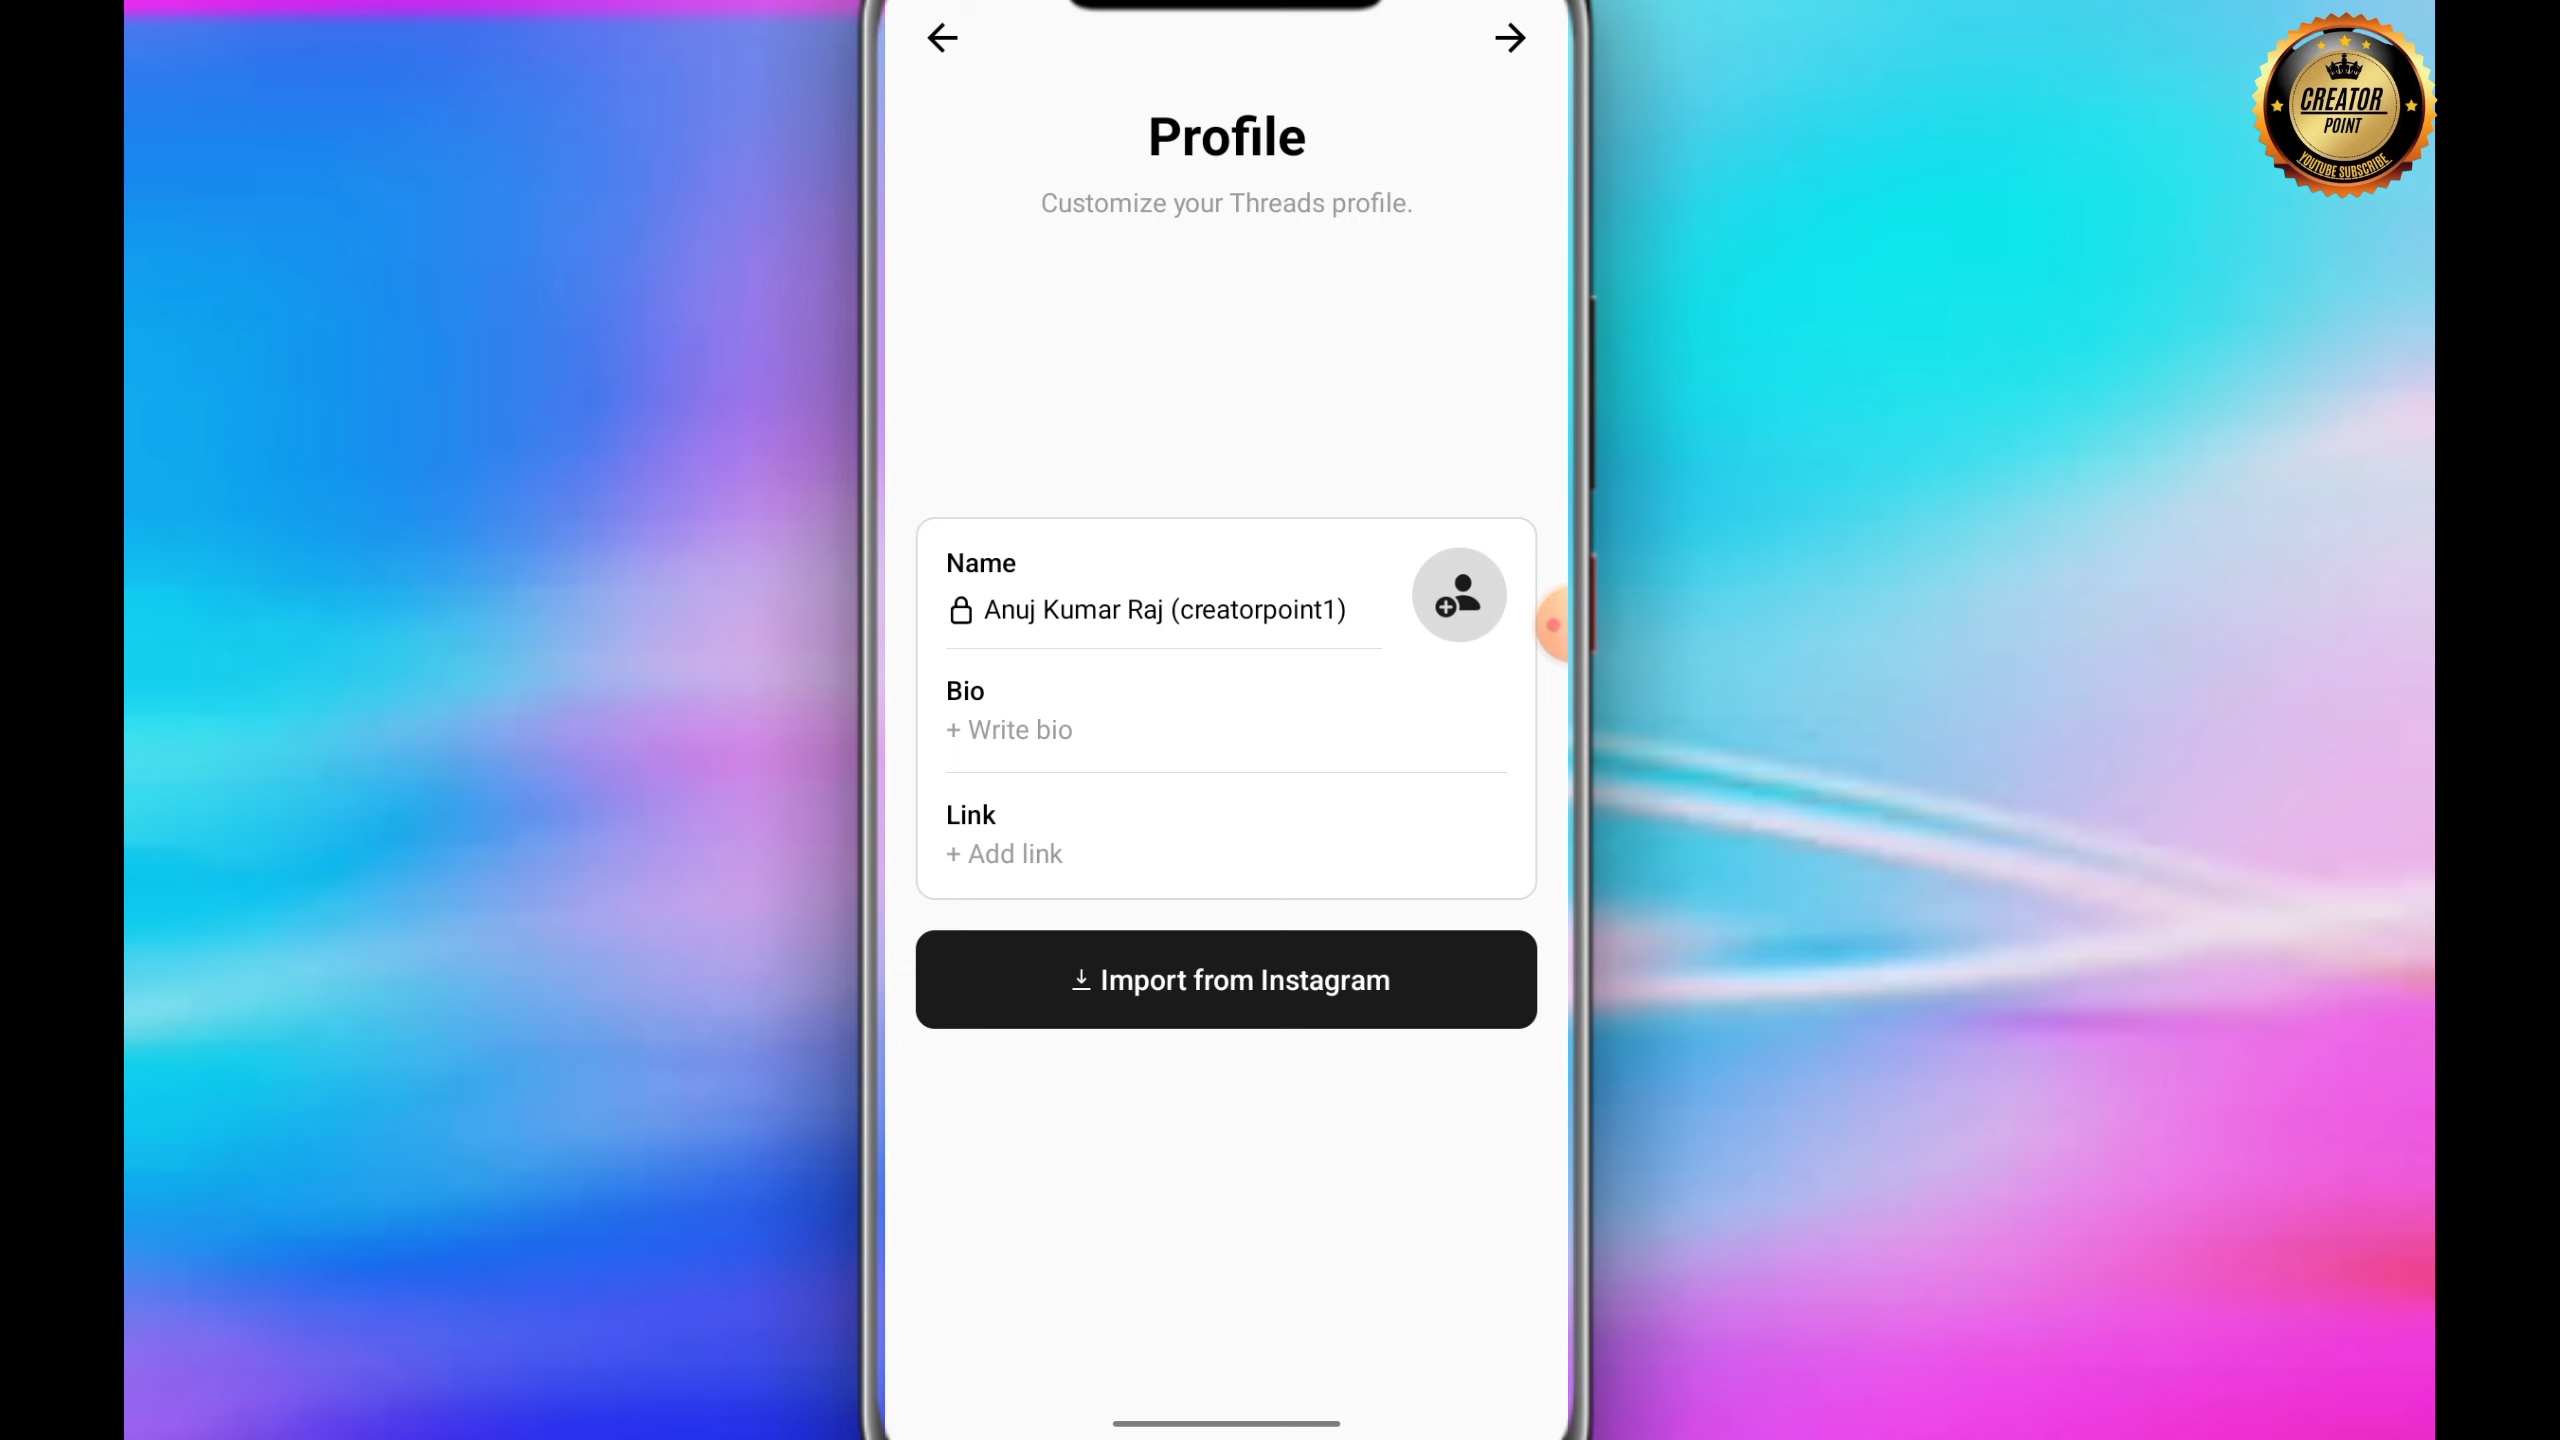 CREATOR
POINT
YOUTUBE SUBSCRIBE
Profile
Customize your Threads profile.
Name
Anuj Kumar Raj (creatorpoint1)
Bio
+ Write bio
Link
+ Add link
Import from Instagram